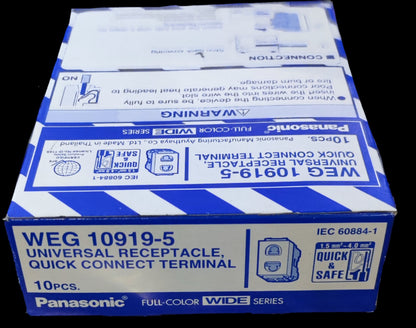 CONNECTION
NO
When connecting the device, be sure to fully
insert the wires into the wire slot
Poor connections may generate heat leading to
fire or burn damage.
WARNING
Panasonic FULL-COLOR WIDE SERIES
Panasonic Manufacturing Ayuthaya Co., Ltd. Made in Thailand
10PCS.
WEG 10919-5
UNIVERSAL RECEPTACLE,
QUICK CONNECT TERMINAL
QUICK
& SAFE
IEC 60884-1
WEG 10919-5
UNIVERSAL RECEPTACLE,
QUICK CONNECT TERMINAL
10PCS.
Panasonic FULL-COLOR WIDE SERIES
IEC 60884-1
1.5 mm²-4.0 mm²
QUICK
& SAFE